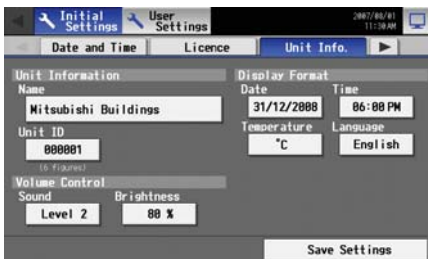 Initial Settings
User Settings
2007/08/01
11:30 AM
Date and Time
Licence
Unit Info.
Unit Information
Name
Mitsubishi Buildings
Unit ID
000001
(6 figures)
Volume Control
Sound
Brightness
Level 2
80 %
Display Format
Date
Time
31/12/2008
06:00 PM
Temperature
Language
°C
English
Save Settings